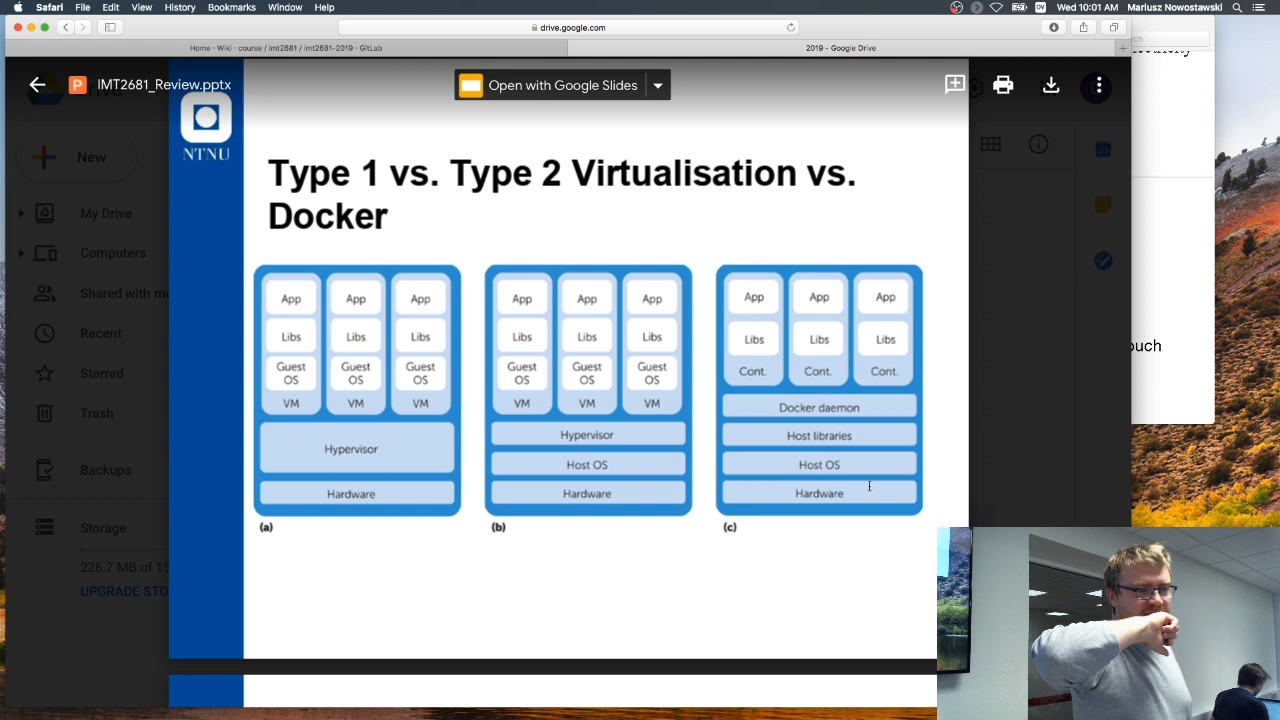 Safari File Edit View History Bookmarks Window Help
Wed 10:01 AM Mariusz Nowostawski
drive.google.com
Home · Wiki · course / imt2681 / imt2681-2019 · GitLab
2019 - Google Drive
IMT2681_Review.pptx
Open with Google Slides
New
My Drive
Computers
Shared with me
Recent
Starred
Trash
Backups
Storage
226.7 MB of 15
UPGRADE STO
NTNU
Type 1 vs. Type 2 Virtualisation vs.
Docker
App App App
Libs Libs Libs
Guest OS Guest OS Guest OS
VM VM VM
Hypervisor
Hardware
(a)
App App App
Libs Libs Libs
Guest OS Guest OS Guest OS
VM VM VM
Hypervisor
Host OS
Hardware
(b)
App App App
Libs Libs Libs
Cont. Cont. Cont.
Docker daemon
Host libraries
Host OS
Hardware
(c)
ouch